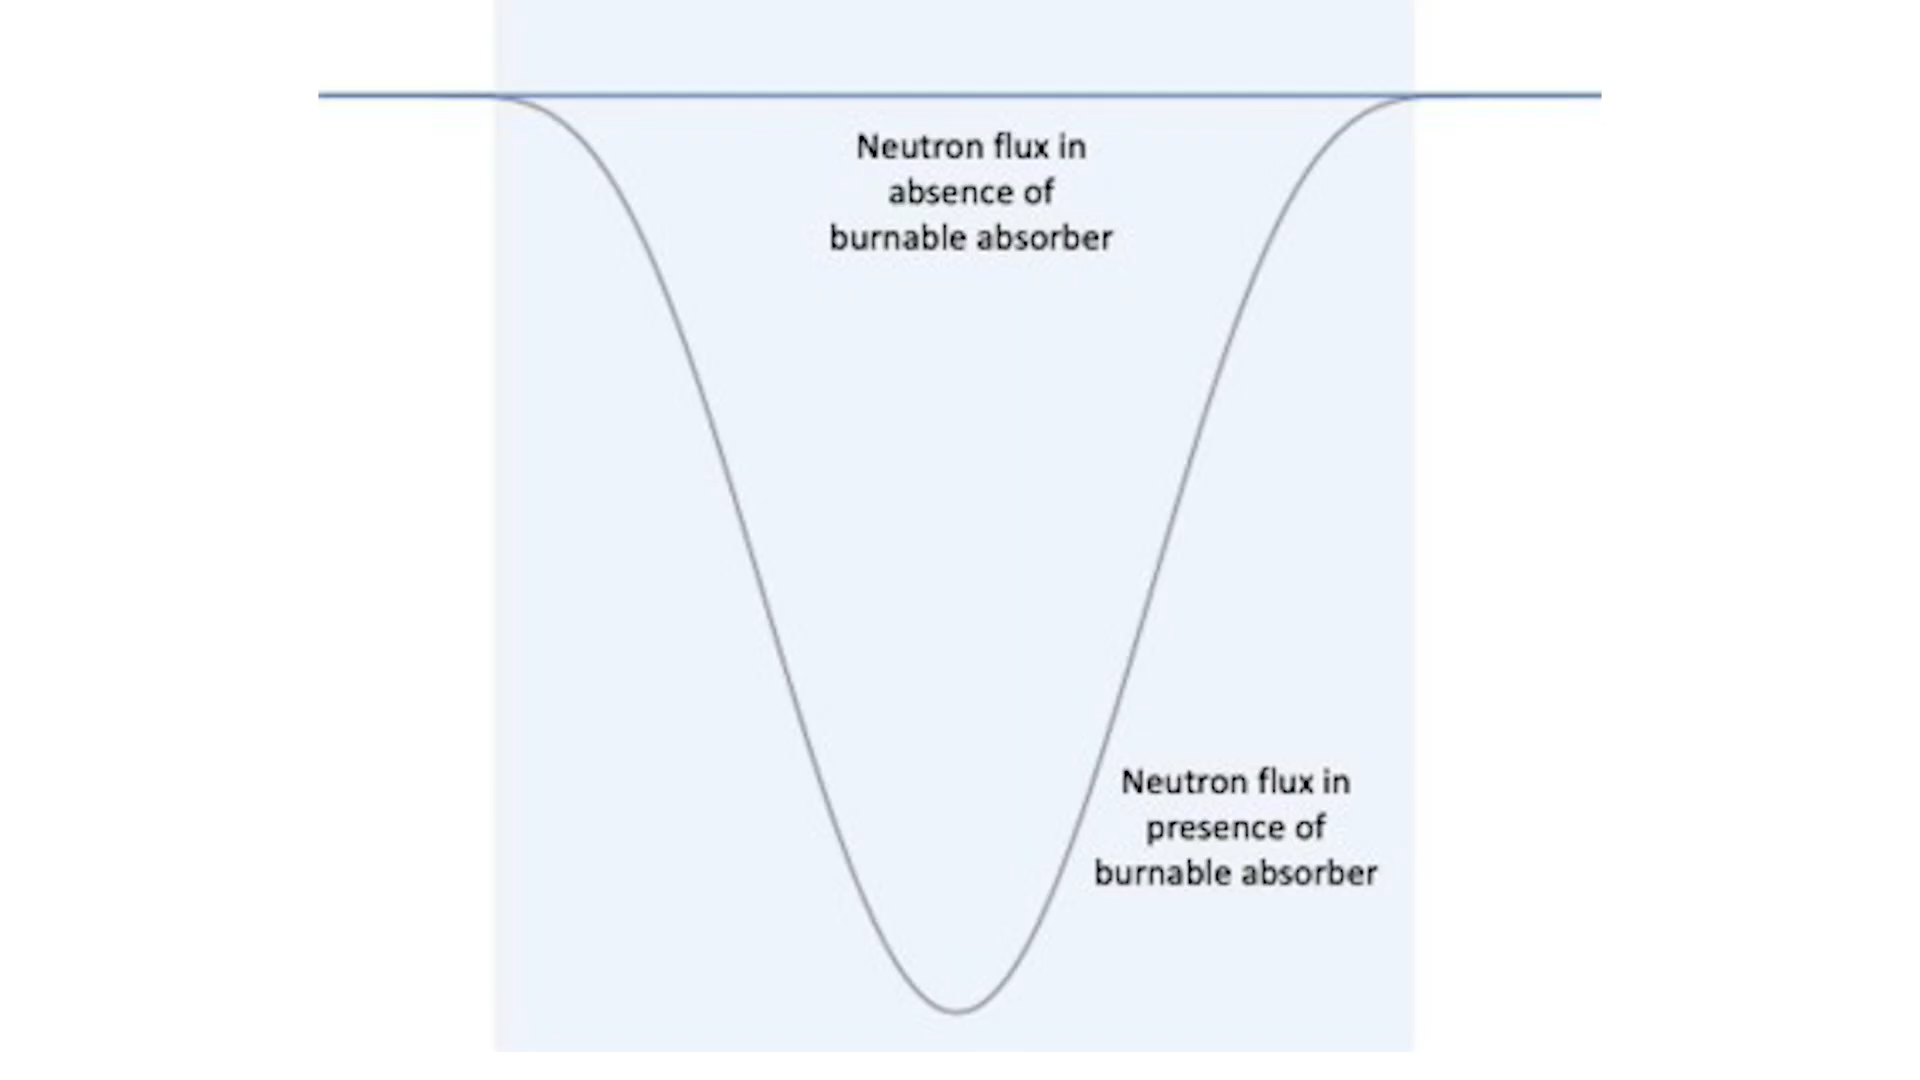 Neutron flux in
absence of
burnable absorber
Neutron flux in
presence of
burnable absorber